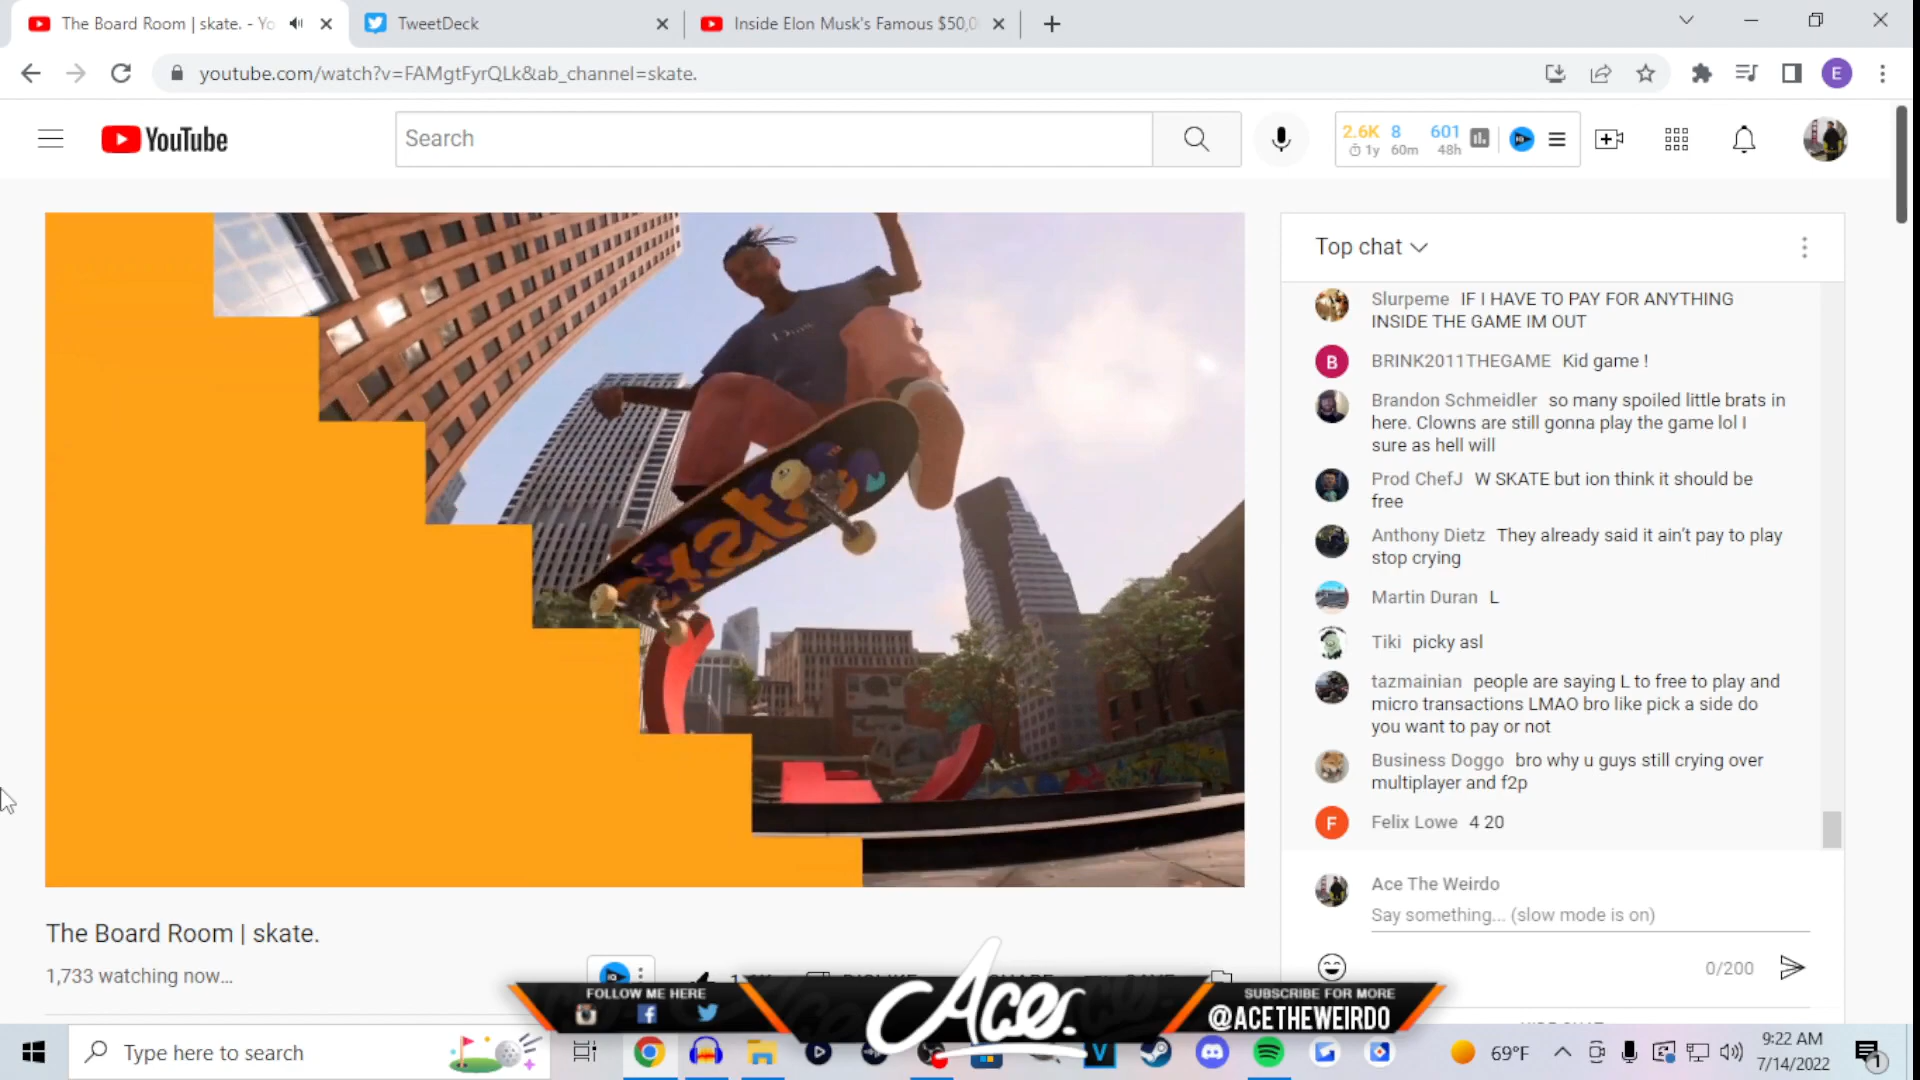 The Board Room | skate. - Yo
TweetDeck
Inside Elon Musk's Famous $50,0
youtube.com/watch?v=FAMgtFyrQLk&ab_channel=skate.
E
YouTube
Search
2.6K 8 601
1y 60m 48h
Top chat
Slurpeme IF I HAVE TO PAY FOR ANYTHING
INSIDE THE GAME IM OUT
B BRINK2011THEGAME Kid game !
Brandon Schmeidler so many spoiled little brats in
here. Clowns are still gonna play the game lol I
sure as hell will
Prod ChefJ W SKATE but ion think it should be
free
Anthony Dietz They already said it ain't pay to play
stop crying
Martin Duran L
Tiki picky asl
tazmainian people are saying L to free to play and
micro transactions LMAO bro like pick a side do
you want to pay or not
Business Doggo bro why u guys still crying over
multiplayer and f2p
F Felix Lowe 4 20
Ace The Weirdo
Say something... (slow mode is on)
0/200
skate
The Board Room | skate.
1,733 watching now...
FOLLOW ME HERE
Aces.
SUBSCRIBE FOR MORE
@ACETHEWEIRDO
Type here to search
69°F
9:22 AM
7/14/2022
1